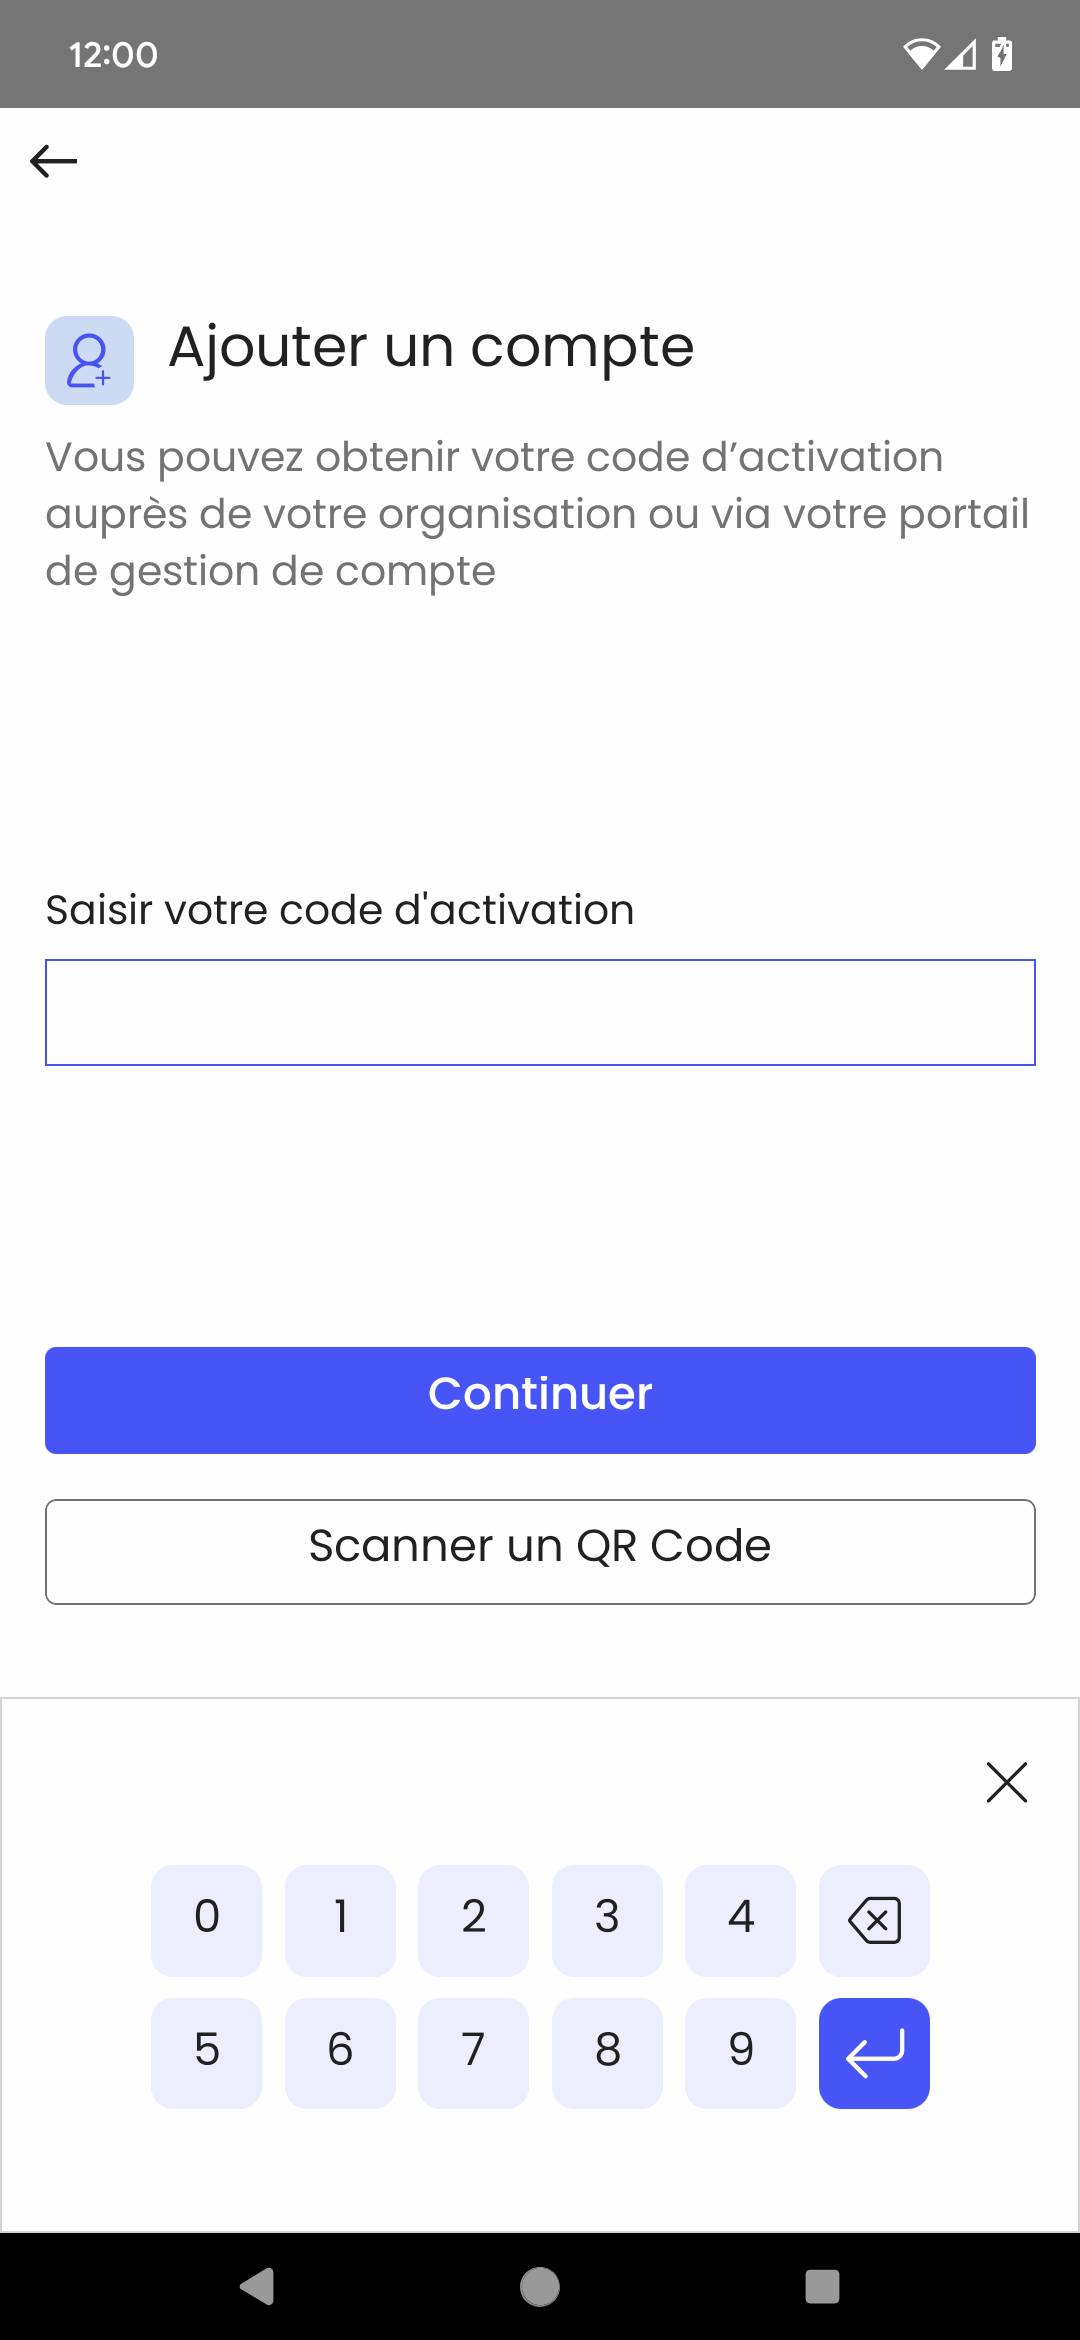 12:00
Ajouter un compte
Vous pouvez obtenir votre code d’activation
auprès de votre organisation ou via votre portail
de gestion de compte
Saisir votre code d'activation
Continuer
Scanner un QR Code
0 1 2 3 4
5 6 7 8 9